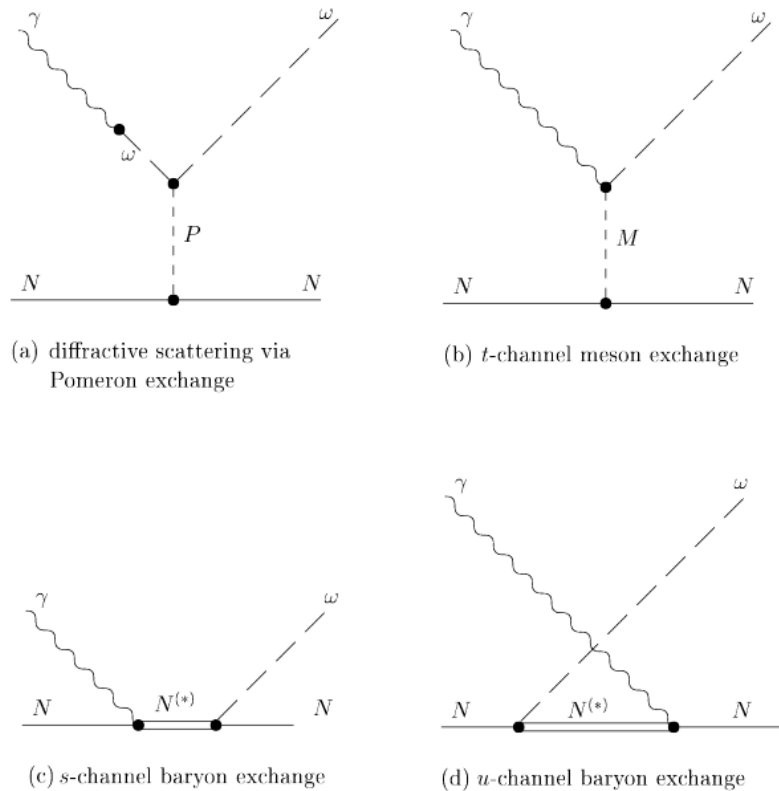 γ
ω
ω
P
N
N
(a) diffractive scattering via
Pomeron exchange
γ
ω
M
N
N
(b) t-channel meson exchange
γ
ω
N
N(*)
N
(c) s-channel baryon exchange
γ
ω
N
N(*)
N
(d) u-channel baryon exchange